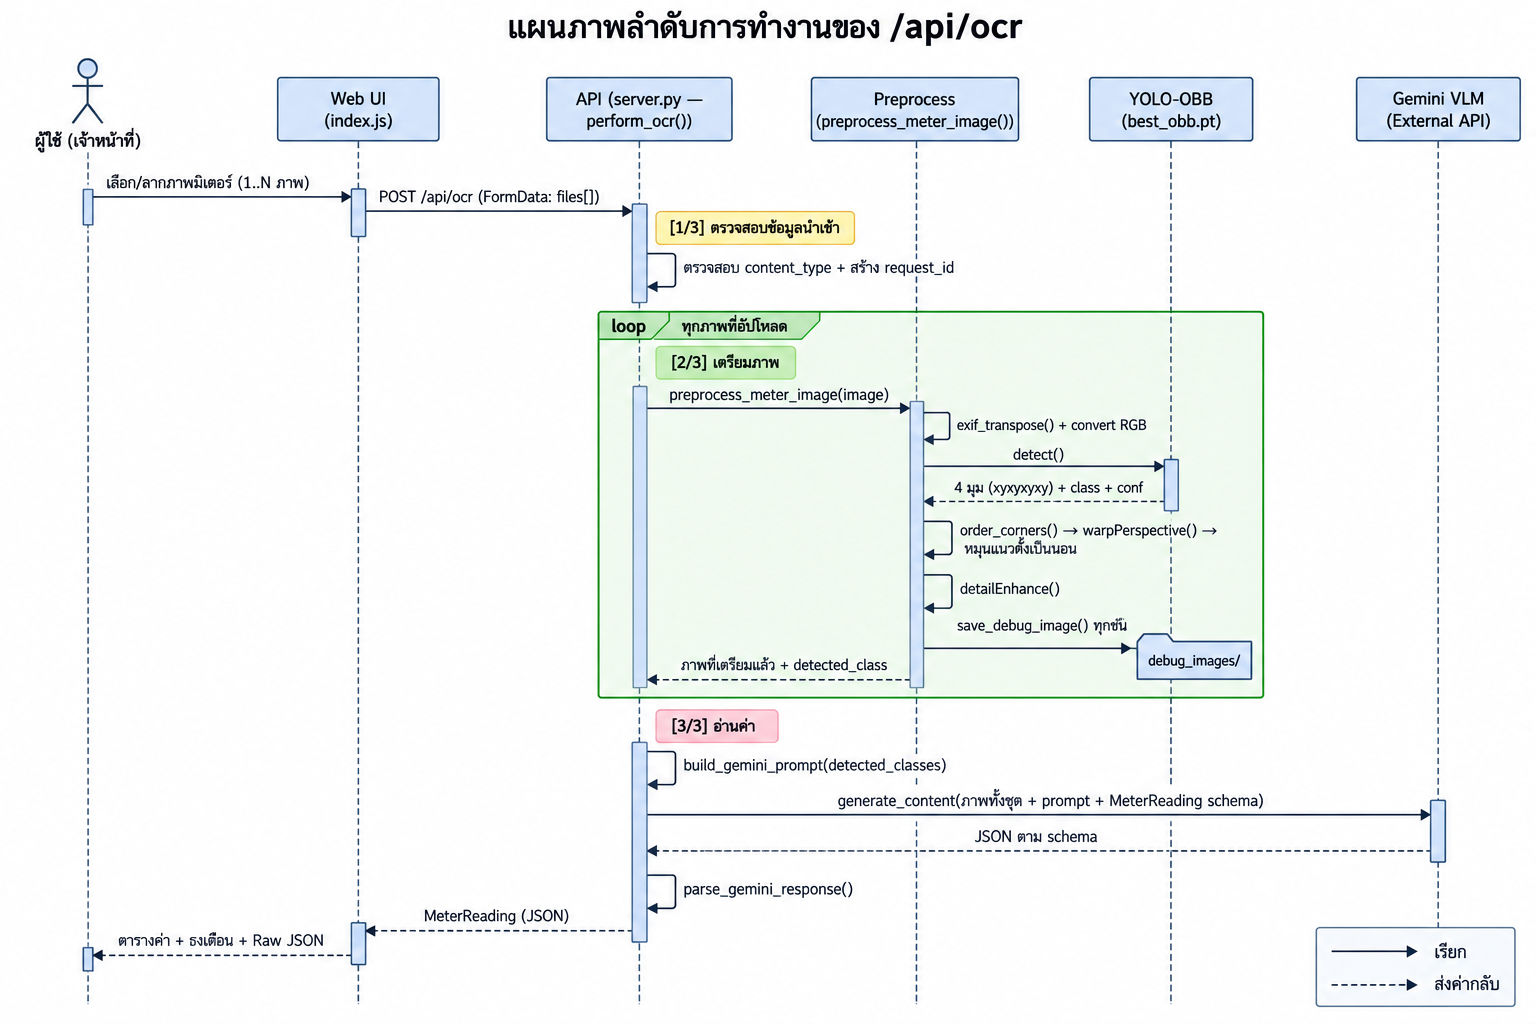 แผนภาพลำดับการทำงานของ /api/ocr
ผู้ใช้ (เจ้าหน้าที่)
Web UI
(index.js)
API (server.py —
perform_ocr())
Preprocess
(preprocess_meter_image())
YOLO-OBB
(best_obb.pt)
Gemini VLM
(External API)
เลือก/ลากภาพมิเตอร์ (1..N ภาพ)
POST /api/ocr (FormData: files[])
[1/3] ตรวจสอบข้อมูลนำเข้า
ตรวจสอบ content_type + สร้าง request_id
loop
ทุกภาพที่อัปโหลด
[2/3] เตรียมภาพ
preprocess_meter_image(image)
exif_transpose() + convert RGB
detect()
4 มุม (xyxyxyxy) + class + conf
order_corners() → warpPerspective() →
หมุนแนวตั้งเป็นนอน
detailEnhance()
save_debug_image() ทุกขั้น
debug_images/
ภาพที่เตรียมแล้ว + detected_class
[3/3] อ่านค่า
build_gemini_prompt(detected_classes)
generate_content(ภาพทั้งชุด + prompt + MeterReading schema)
JSON ตาม schema
parse_gemini_response()
MeterReading (JSON)
ตารางค่า + ธงเตือน + Raw JSON
เรียก
ส่งค่ากลับ